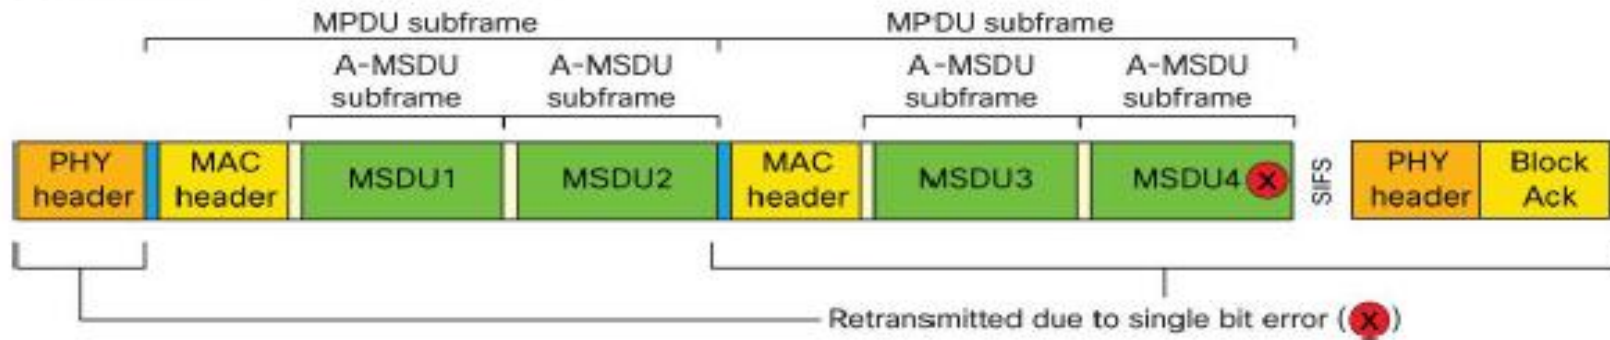 MPDU subframe
MPDU subframe
A-MSDU
subframe
A-MSDU
subframe
A-MSDU
subframe
A-MSDU
subframe
PHY
header
MAC
header
MSDU1
MSDU2
MAC
header
MSDU3
MSDU4 X
SIFS
PHY
header
Block
Ack
Retransmitted due to single bit error (X)